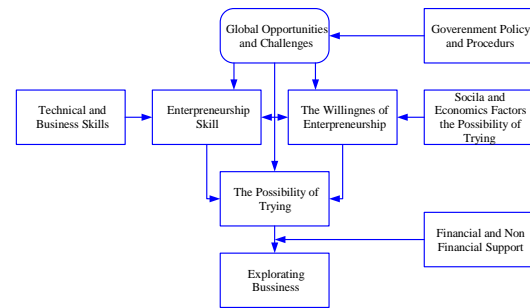 Global Opportunities
and Challenges
Government Policy
and Procedurs
Technical and
Business Skills
Enterpreneurship
Skill
The Willingnes of
Enterpreneurship
Socila and
Economics Factors
the Possibility of
Trying
The Possibility of
Trying
Financial and Non
Financial Support
Explorating
Bussiness